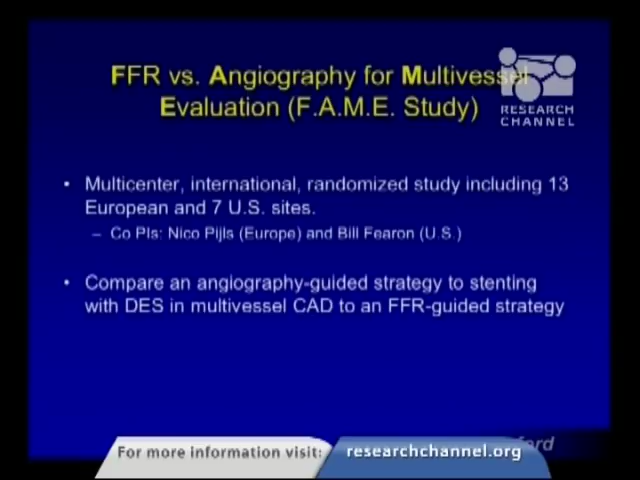 FFR vs. Angiography for Multivessel
Evaluation (F.A.M.E. Study)
RESEARCH
CHANNEL
• Multicenter, international, randomized study including 13
European and 7 U.S. sites.
– Co PIs: Nico Pijls (Europe) and Bill Fearon (U.S.)
• Compare an angiography-guided strategy to stenting
with DES in multivessel CAD to an FFR-guided strategy
For more information visit: researchchannel.org